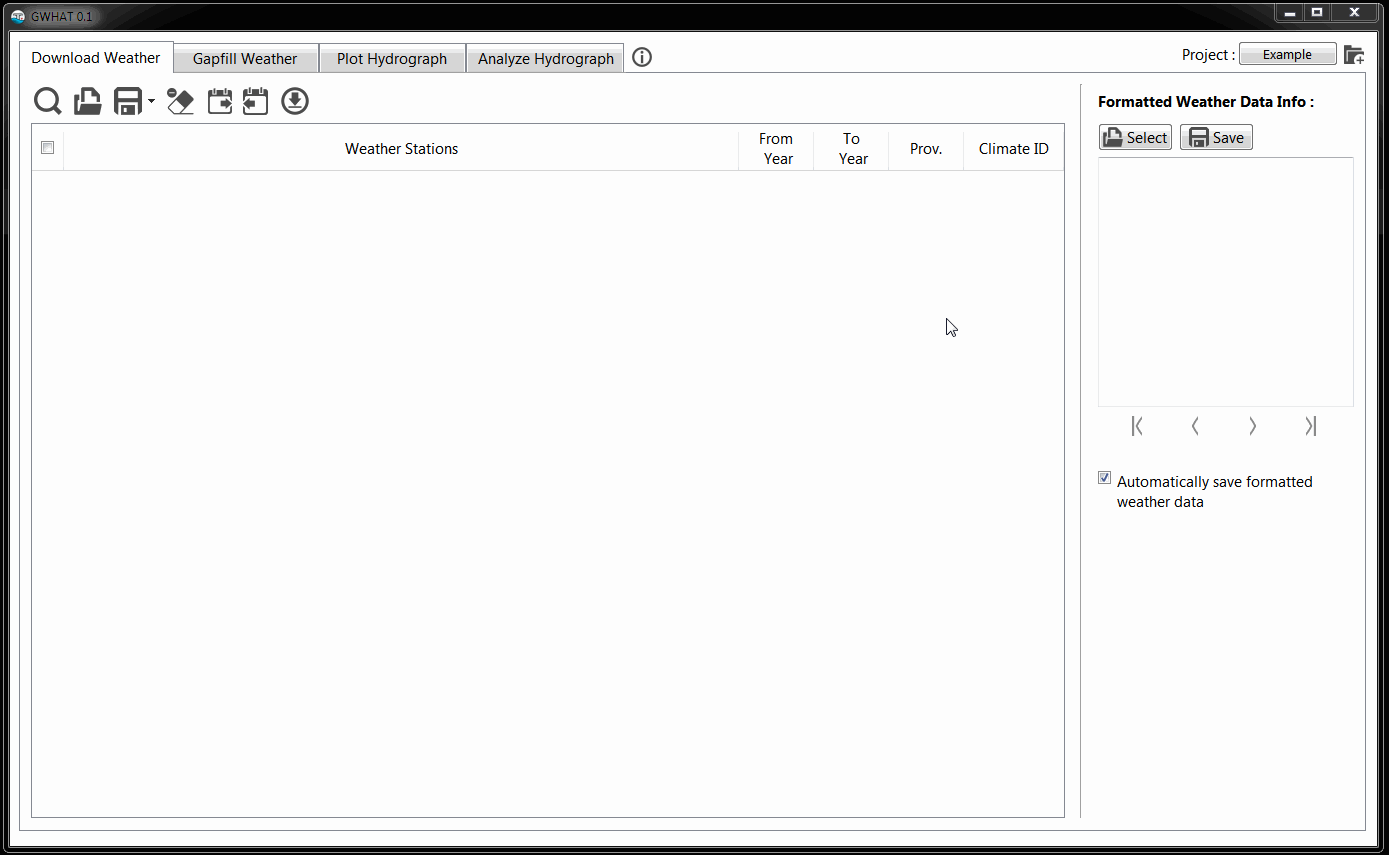 GWHAT 0.1
Download Weather
Gapfill Weather
Plot Hydrograph
Analyze Hydrograph
Project :
Example
Weather Stations
From
Year
To
Year
Prov.
Climate ID
Formatted Weather Data Info :
Select
Save
Automatically save formatted
weather data